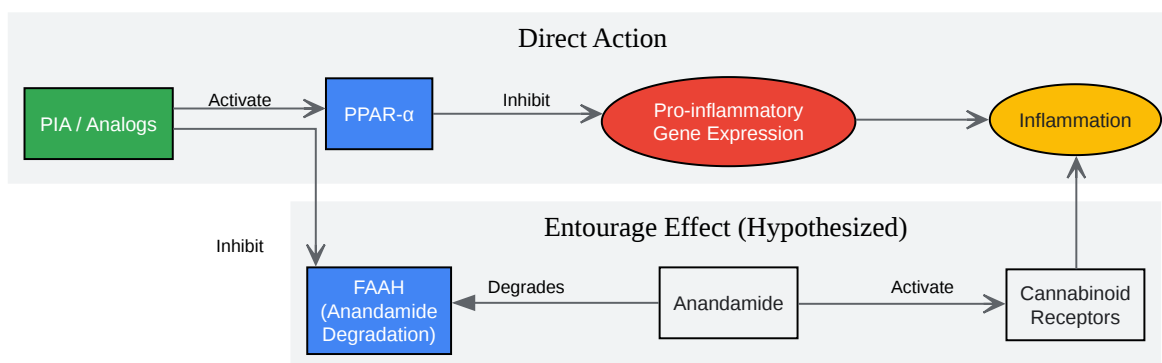 Direct Action
PIA / Analogs
Activate
PPAR-α
Inhibit
Pro-inflammatory
Gene Expression
Inflammation
Entourage Effect (Hypothesized)
Inhibit
FAAH
(Anandamide
Degradation)
Degrades
Anandamide
Activate
Cannabinoid
Receptors